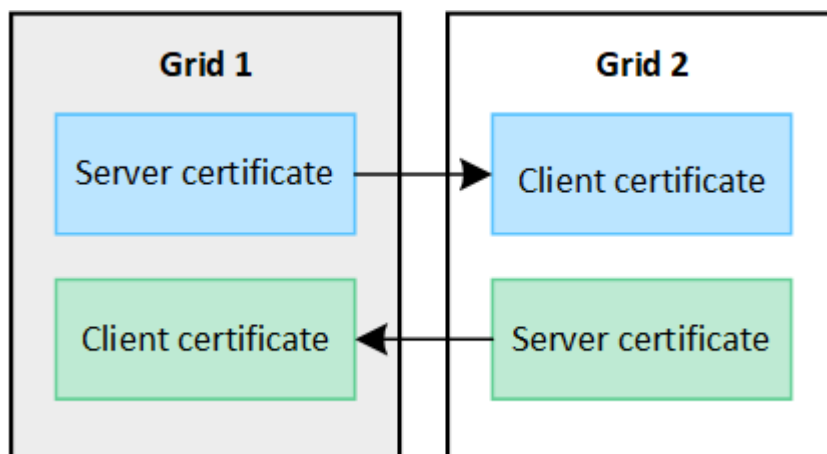 Grid 1
Grid 2
Server certificate
Client certificate
Client certificate
Server certificate